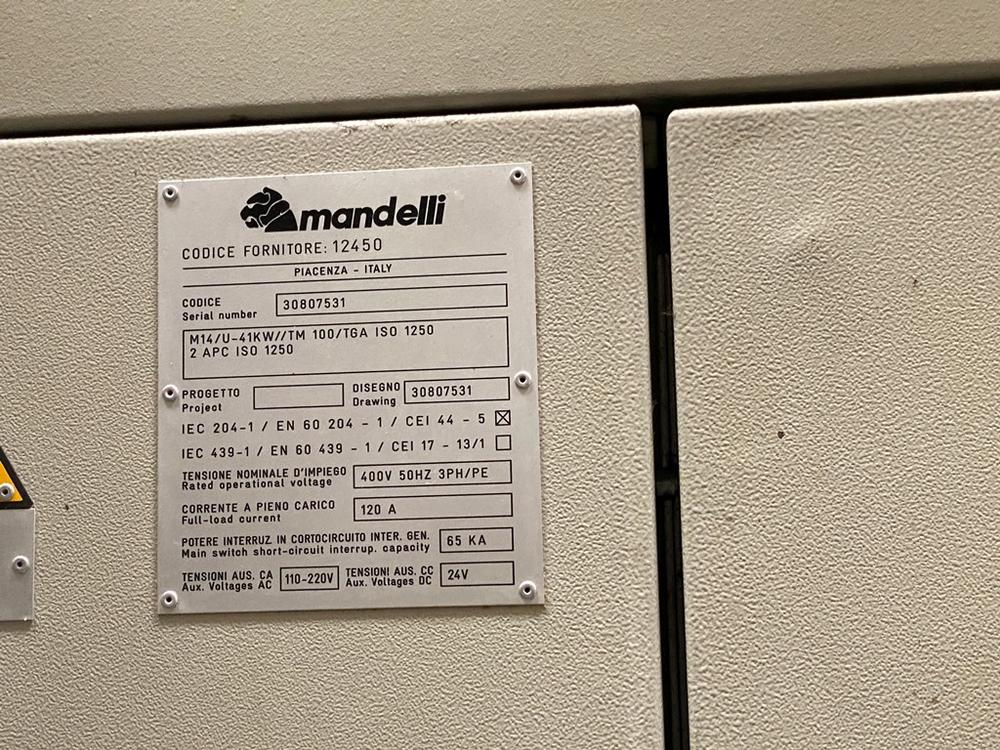 mandelli
CODICE FORNITORE: 12450
PIACENZA - ITALY
CODICE
Serial number
30807531
M14/U-41KW//TM 100/TGA ISO 1250
2 APC ISO 1250
PROGETTO
Project
DISEGNO
Drawing
30807531
IEC 204-1 / EN 60 204 - 1 / CEI 44 - 5
IEC 439-1 / EN 60 439 - 1 / CEI 17 - 13/1
TENSIONE NOMINALE D'IMPIEGO
Rated operational voltage
400V 50HZ 3PH/PE
CORRENTE A PIENO CARICO
Full-load current
120 A
POTERE INTERRUZ. IN CORTOCIRCUITO INTER. GEN.
Main switch short-circuit interrup. capacity
65 KA
TENSIONI AUS. CA
Aux. Voltages AC
110-220V
TENSIONI AUS. CC
Aux. Voltages DC
24V